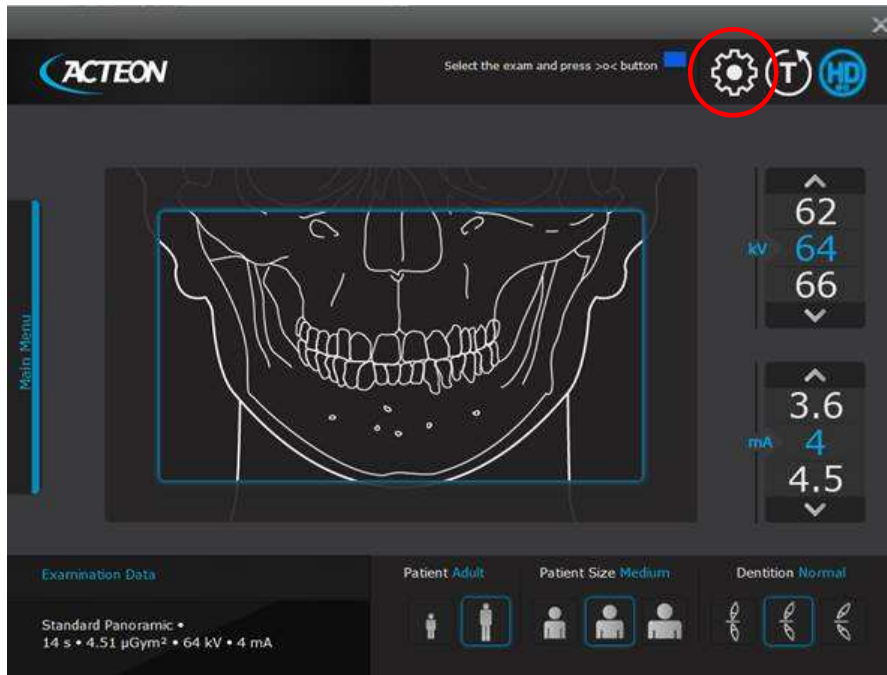 ACTEON
Select the exam and press >o< button
T
HD
62
kV 64
66
Main Menu
3.6
mA 4
4.5
Examination Data
Patient Adult
Patient Size Medium
Dentition Normal
Standard Panoramic •
14 s • 4.51 µGym² • 64 kV • 4 mA